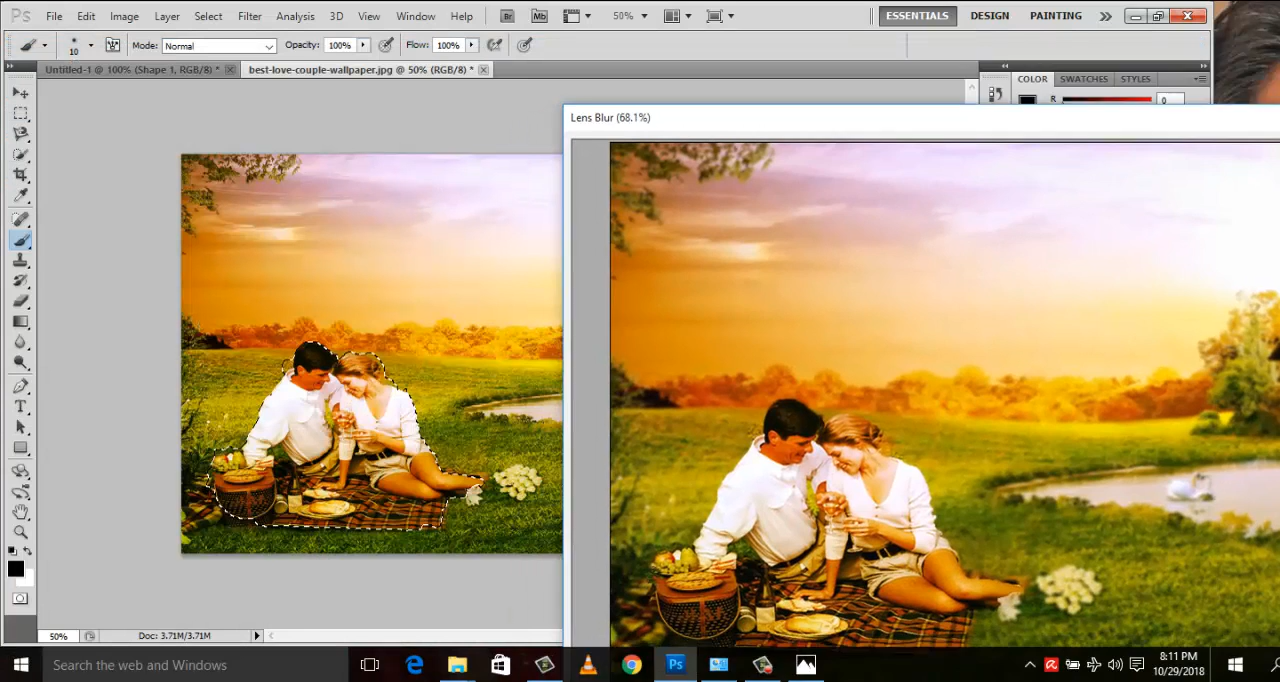 Ps File Edit Image Layer Select Filter Analysis 3D View Window Help Br Mb 50% ESSENTIALS DESIGN PAINTING
10 Mode: Normal Opacity: 100% Flow: 100%
Untitled-1 @ 100% (Shape 1, RGB/8) * best-love-couple-wallpaper.jpg @ 50% (RGB/8) *
COLOR SWATCHES STYLES
R 0
Lens Blur (68.1%)
T
50% Doc: 3.71M/3.71M
Search the web and Windows
Ps
8:11 PM
10/29/2018